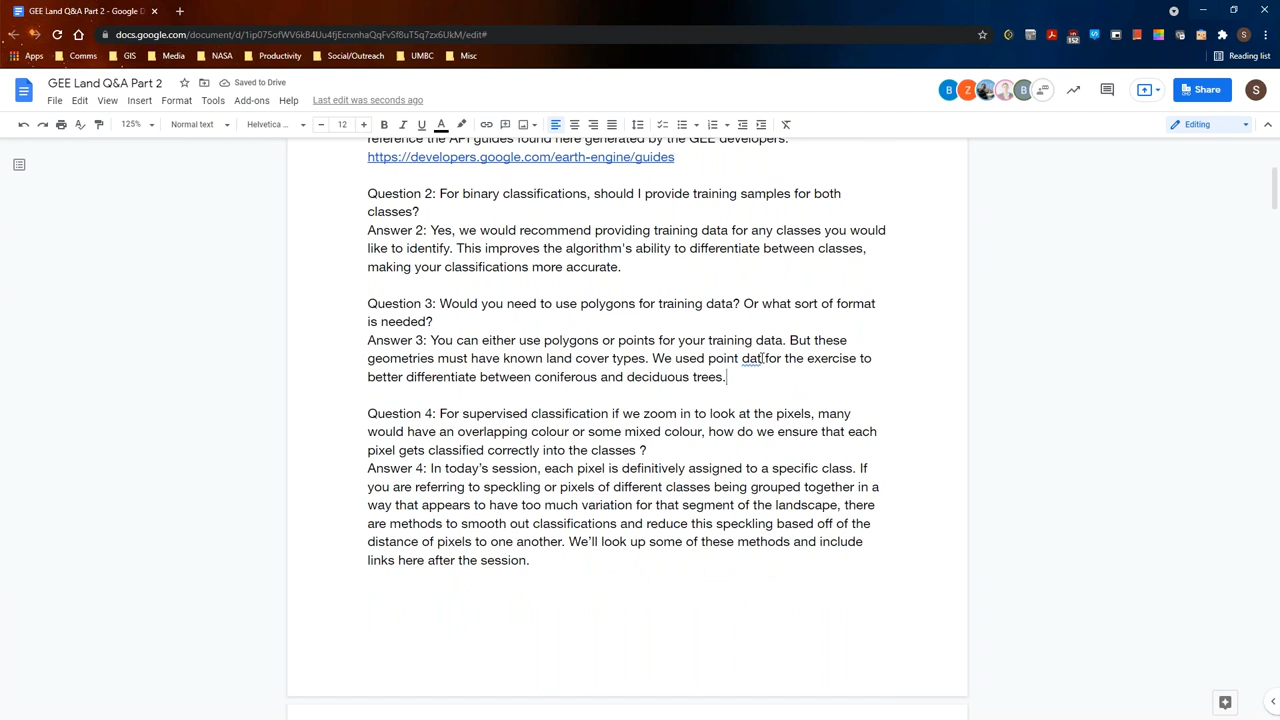 GEE Land Q&A Part 2 - Google D
docs.google.com/document/d/1ip075ofWV6kB4Uu4fjEcrxnhaQqFvSf8uT5q7zx6UkM/edit#
Apps Comms GIS Media NASA Productivity Social/Outreach UMBC Misc Reading list
GEE Land Q&A Part 2 Saved to Drive
File Edit View Insert Format Tools Add-ons Help Last edit was seconds ago
B Z B Share S
125% Normal text Helvetica ... 12 B I U A Editing
reference the API guides found here generated by the GEE developers.
https://developers.google.com/earth-engine/guides
Question 2: For binary classifications, should I provide training samples for both
classes?
Answer 2: Yes, we would recommend providing training data for any classes you would
like to identify. This improves the algorithm's ability to differentiate between classes,
making your classifications more accurate.
Question 3: Would you need to use polygons for training data? Or what sort of format
is needed?
Answer 3: You can either use polygons or points for your training data. But these
geometries must have known land cover types. We used point dat for the exercise to
better differentiate between coniferous and deciduous trees.
Question 4: For supervised classification if we zoom in to look at the pixels, many
would have an overlapping colour or some mixed colour, how do we ensure that each
pixel gets classified correctly into the classes ?
Answer 4: In today’s session, each pixel is definitively assigned to a specific class. If
you are referring to speckling or pixels of different classes being grouped together in a
way that appears to have too much variation for that segment of the landscape, there
are methods to smooth out classifications and reduce this speckling based off of the
distance of pixels to one another. We’ll look up some of these methods and include
links here after the session.